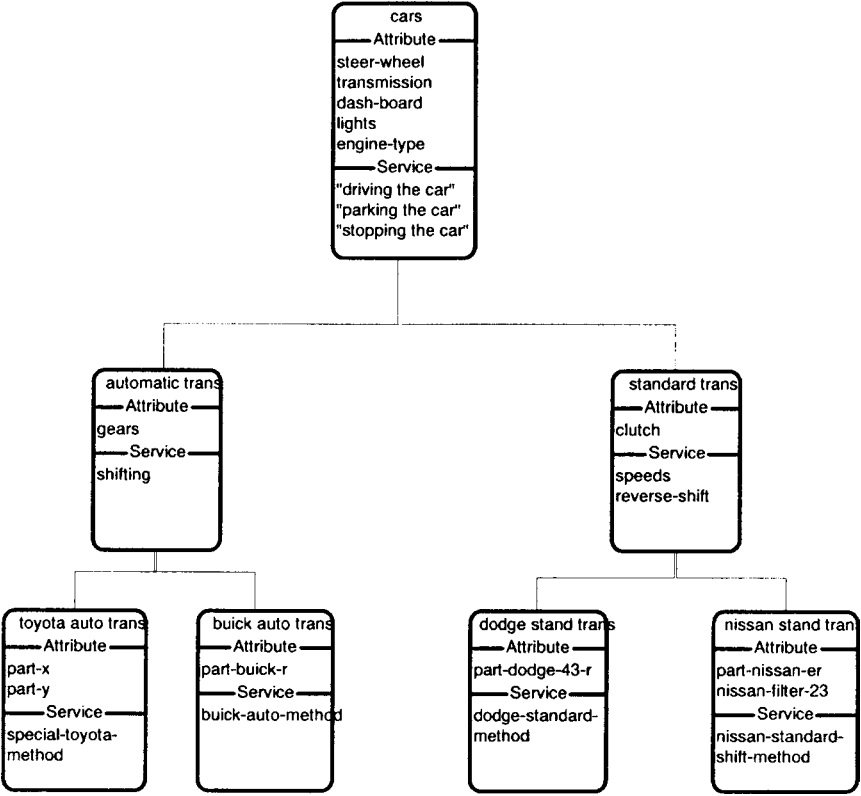 cars
Attribute
steer-wheel
transmission
dash-board
lights
engine-type
Service
"driving the car"
"parking the car"
"stopping the car"
automatic trans
Attribute
gears
Service
shifting
standard trans
Attribute
clutch
Service
speeds
reverse-shift
toyota auto trans
Attribute
part-x
part-y
Service
special-toyota-
method
buick auto trans
Attribute
part-buick-r
Service
buick-auto-method
dodge stand trans
Attribute
part-dodge-43-r
Service
dodge-standard-
method
nissan stand tran
Attribute
part-nissan-er
nissan-filter-23
Service
nissan-standard-
shift-method